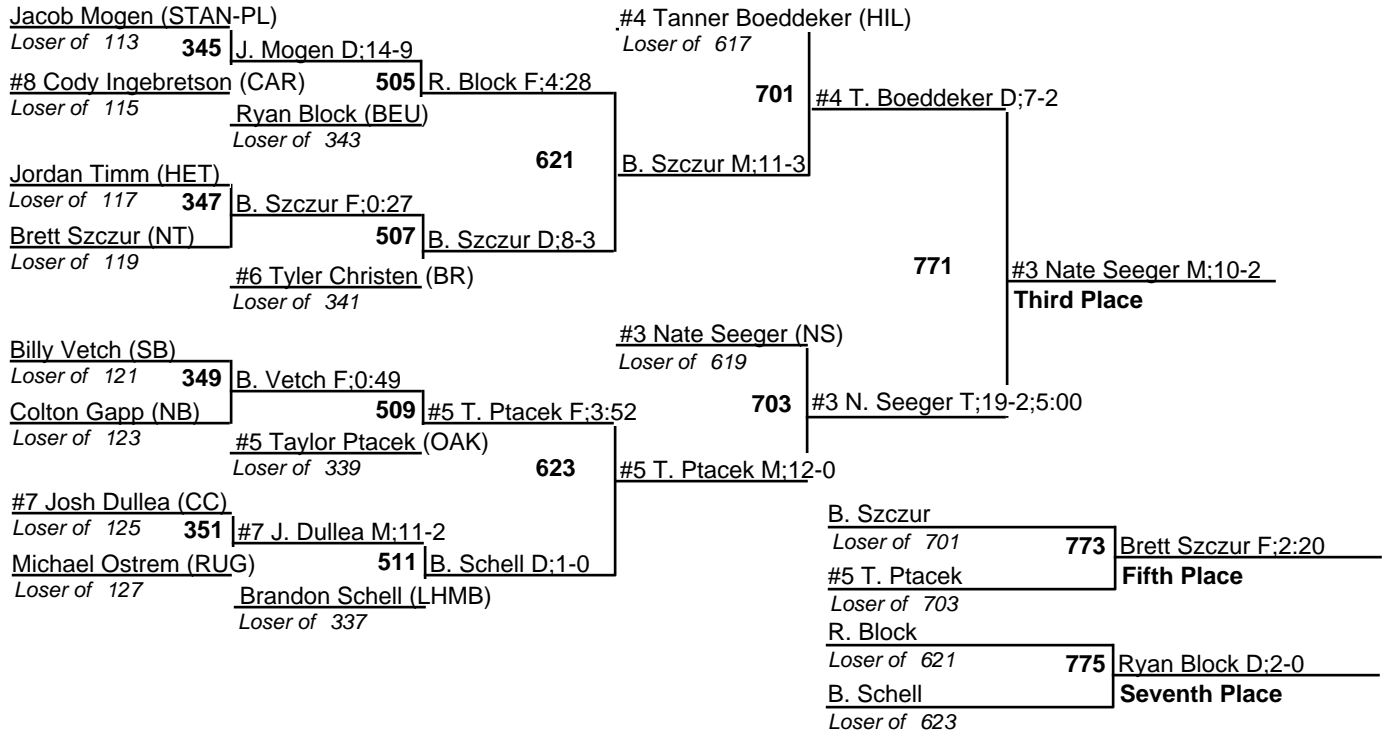 Jacob Mogen (STAN-PL)
Loser of 113
345
J. Mogen D;14-9
#8 Cody Ingebretson (CAR)
Loser of 115
505
R. Block F;4:28
Ryan Block (BEU)
Loser of 343
621
B. Szczur M;11-3
Jordan Timm (HET)
Loser of 117
347
B. Szczur F;0:27
Brett Szczur (NT)
Loser of 119
507
B. Szczur D;8-3
#6 Tyler Christen (BR)
Loser of 341
#4 Tanner Boeddeker (HIL)
Loser of 617
701
#4 T. Boeddeker D;7-2
771
#3 Nate Seeger M;10-2
Third Place
Billy Vetch (SB)
Loser of 121
349
B. Vetch F;0:49
Colton Gapp (NB)
Loser of 123
509
#5 T. Ptacek F;3:52
#5 Taylor Ptacek (OAK)
Loser of 339
623
#5 T. Ptacek M;12-0
#7 Josh Dullea (CC)
Loser of 125
351
#7 J. Dullea M;11-2
Michael Ostrem (RUG)
Loser of 127
511
B. Schell D;1-0
Brandon Schell (LHMB)
Loser of 337
#3 Nate Seeger (NS)
Loser of 619
703
#3 N. Seeger T;19-2;5:00
B. Szczur
Loser of 701
773
Brett Szczur F;2:20
#5 T. Ptacek
Fifth Place
Loser of 703
R. Block
Loser of 621
775
Ryan Block D;2-0
B. Schell
Seventh Place
Loser of 623